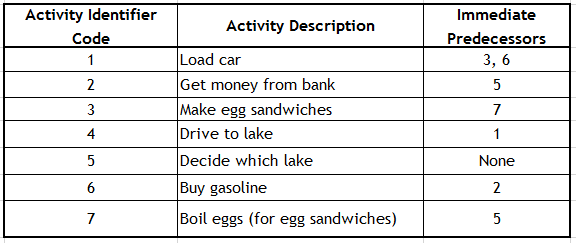 Activity Identifier Code Activity Description Immediate Predecessors
1 Load car 3, 6
2 Get money from bank 5
3 Make egg sandwiches 7
4 Drive to lake 1
5 Decide which lake None
6 Buy gasoline 2
7 Boil eggs (for egg sandwiches) 5